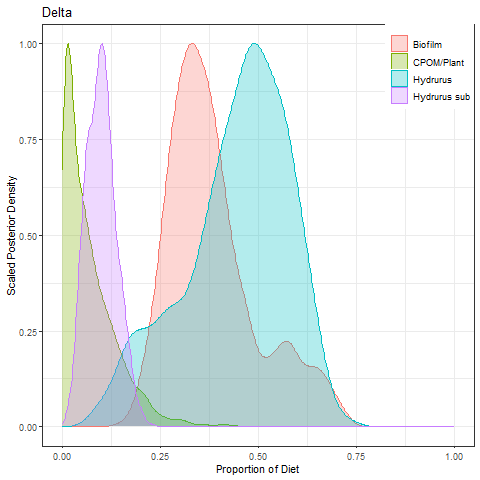 Delta
Biofilm
CPOM/Plant
Hydrurus
Hydrurus sub
1.00
0.75
0.50
0.25
0.00
Scaled Posterior Density
0.00 0.25 0.50 0.75 1.00
Proportion of Diet